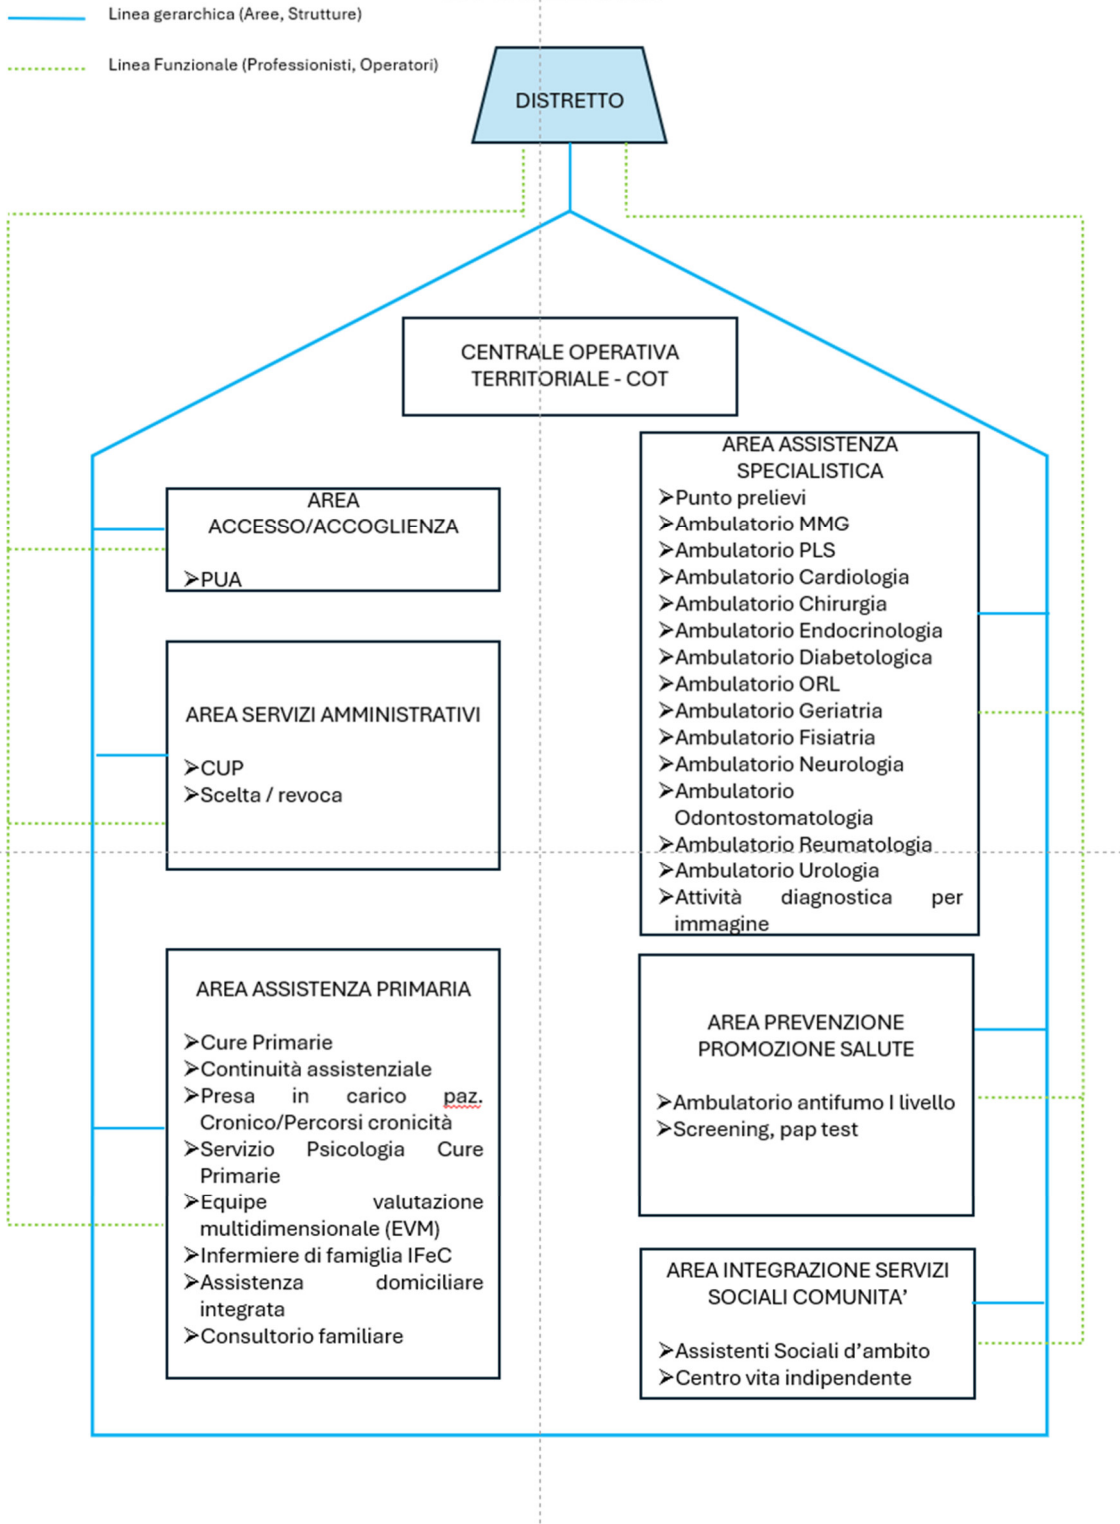 Linea gerarchica (Aree, Strutture)
Linea Funzionale (Professionisti, Operatori)
DISTRETTO
CENTRALE OPERATIVA
TERRITORIALE - COT
AREA
ACCESSO/ACCOGLIENZA
➢PUA
AREA SERVIZI AMMINISTRATIVI
➢CUP
➢Scelta / revoca
AREA ASSISTENZA PRIMARIA
➢Cure Primarie
➢Continuità assistenziale
➢Presa in carico paz.
Cronico/Percorsi cronicità
➢Servizio Psicologia Cure
Primarie
➢Equipe valutazione
multidimensionale (EVM)
➢Infermiere di famiglia IFeC
➢Assistenza domiciliare
integrata
➢Consultorio familiare
AREA ASSISTENZA
SPECIALISTICA
➢Punto prelievi
➢Ambulatorio MMG
➢Ambulatorio PLS
➢Ambulatorio Cardiologia
➢Ambulatorio Chirurgia
➢Ambulatorio Endocrinologia
➢Ambulatorio Diabetologica
➢Ambulatorio ORL
➢Ambulatorio Geriatria
➢Ambulatorio Fisiatria
➢Ambulatorio Neurologia
➢Ambulatorio
Odontostomatologia
➢Ambulatorio Reumatologia
➢Ambulatorio Urologia
➢Attività diagnostica per
immagine
AREA PREVENZIONE
PROMOZIONE SALUTE
➢Ambulatorio antifumo I livello
➢Screening, pap test
AREA INTEGRAZIONE SERVIZI
SOCIALI COMUNITA’
➢Assistenti Sociali d’ambito
➢Centro vita indipendente